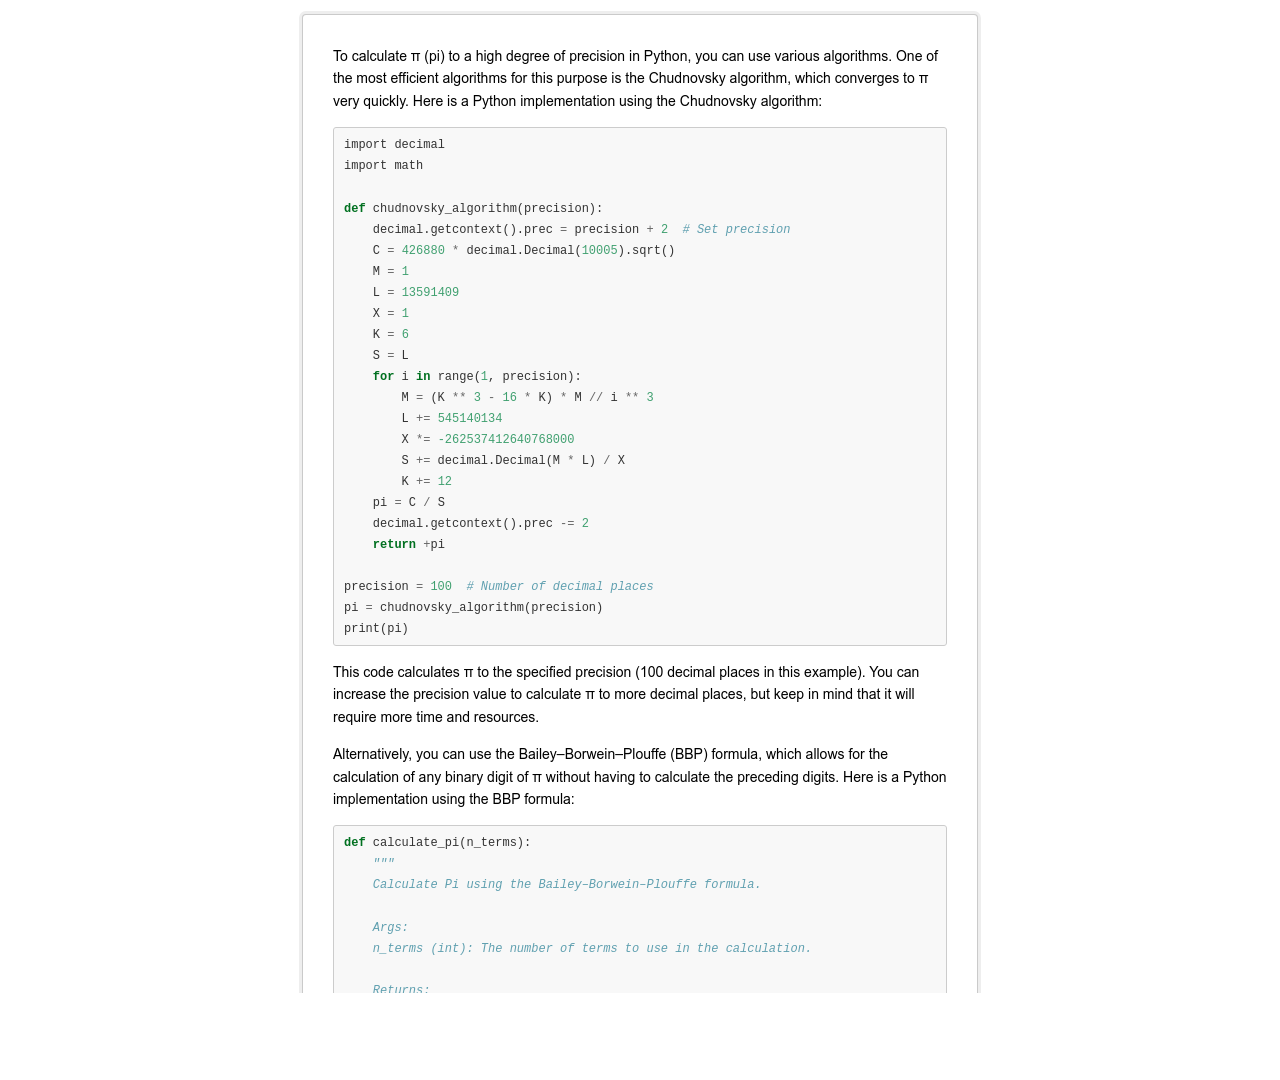 To calculate π (pi) to a high degree of precision in Python, you can use various algorithms. One of
the most efficient algorithms for this purpose is the Chudnovsky algorithm, which converges to π
very quickly. Here is a Python implementation using the Chudnovsky algorithm:
import decimal
import math

def chudnovsky_algorithm(precision):
    decimal.getcontext().prec = precision + 2  # Set precision
    C = 426880 * decimal.Decimal(10005).sqrt()
    M = 1
    L = 13591409
    X = 1
    K = 6
    S = L
    for i in range(1, precision):
        M = (K ** 3 - 16 * K) * M // i ** 3
        L += 545140134
        X *= -262537412640768000
        S += decimal.Decimal(M * L) / X
        K += 12
    pi = C / S
    decimal.getcontext().prec -= 2
    return +pi

precision = 100  # Number of decimal places
pi = chudnovsky_algorithm(precision)
print(pi)
This code calculates π to the specified precision (100 decimal places in this example). You can
increase the precision value to calculate π to more decimal places, but keep in mind that it will
require more time and resources.
Alternatively, you can use the Bailey–Borwein–Plouffe (BBP) formula, which allows for the
calculation of any binary digit of π without having to calculate the preceding digits. Here is a Python
implementation using the BBP formula:
def calculate_pi(n_terms):
    """
    Calculate Pi using the Bailey–Borwein–Plouffe formula.

    Args:
    n_terms (int): The number of terms to use in the calculation.

    Returns: